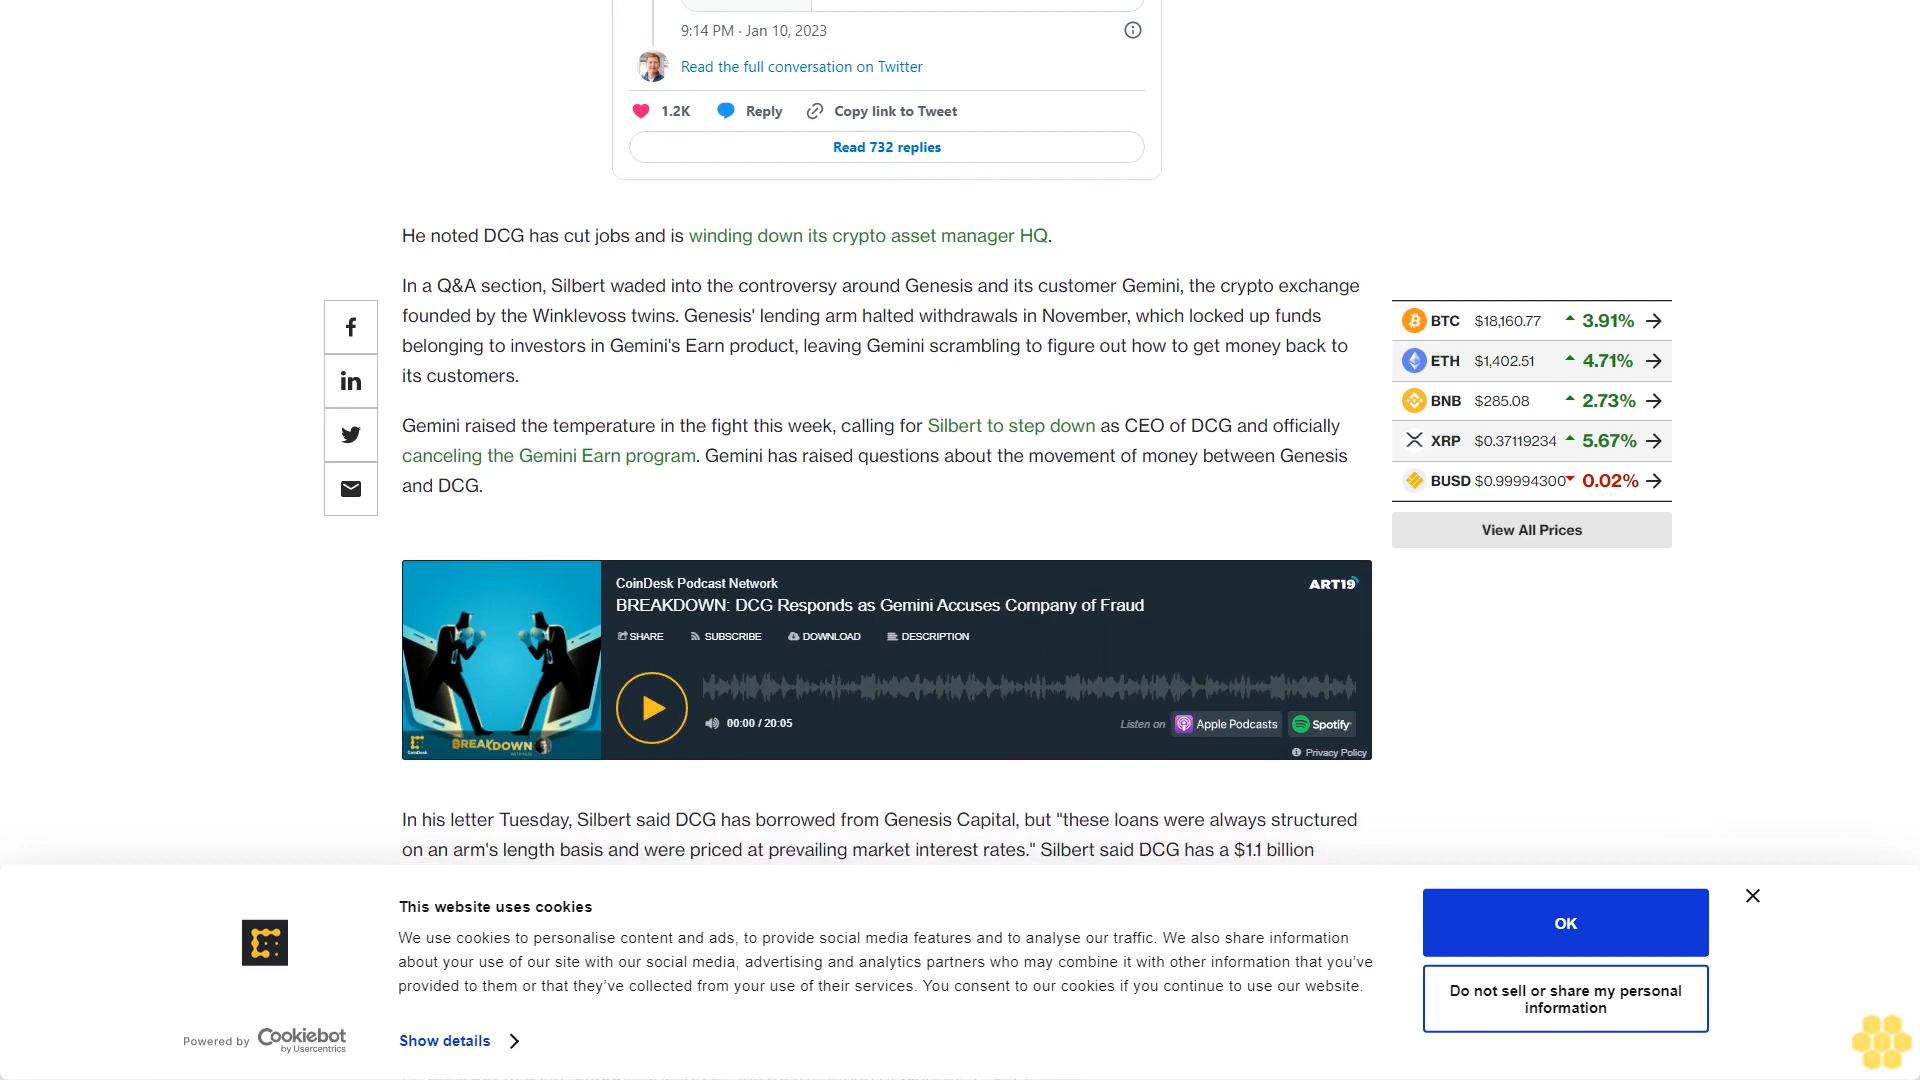 9:14 PM · Jan 10, 2023
Read the full conversation on Twitter
1.2K Reply Copy link to Tweet
Read 732 replies
He noted DCG has cut jobs and is winding down its crypto asset manager HQ.
In a Q&A section, Silbert waded into the controversy around Genesis and its customer Gemini, the crypto exchange
founded by the Winklevoss twins. Genesis' lending arm halted withdrawals in November, which locked up funds
belonging to investors in Gemini's Earn product, leaving Gemini scrambling to figure out how to get money back to
its customers.
Gemini raised the temperature in the fight this week, calling for Silbert to step down as CEO of DCG and officially
canceling the Gemini Earn program. Gemini has raised questions about the movement of money between Genesis
and DCG.
BTC $18,160.77 3.91%
ETH $1,402.51 4.71%
BNB $285.08 2.73%
XRP $0.37119234 5.67%
BUSD $0.99994300 0.02%
View All Prices
CoinDesk Podcast Network
ART19
BREAKDOWN: DCG Responds as Gemini Accuses Company of Fraud
SHARE SUBSCRIBE DOWNLOAD DESCRIPTION
00:00 / 20:05
Listen on Apple Podcasts Spotify
Privacy Policy
BREAKDOWN
CoinDesk
In his letter Tuesday, Silbert said DCG has borrowed from Genesis Capital, but "these loans were always structured
on an arm's length basis and were priced at prevailing market interest rates." Silbert said DCG has a $1.1 billion
This website uses cookies
We use cookies to personalise content and ads, to provide social media features and to analyse our traffic. We also share information
about your use of our site with our social media, advertising and analytics partners who may combine it with other information that you've
provided to them or that they've collected from your use of their services. You consent to our cookies if you continue to use our website.
OK
Do not sell or share my personal
information
Powered by Cookiebot
by Usercentrics
Show details